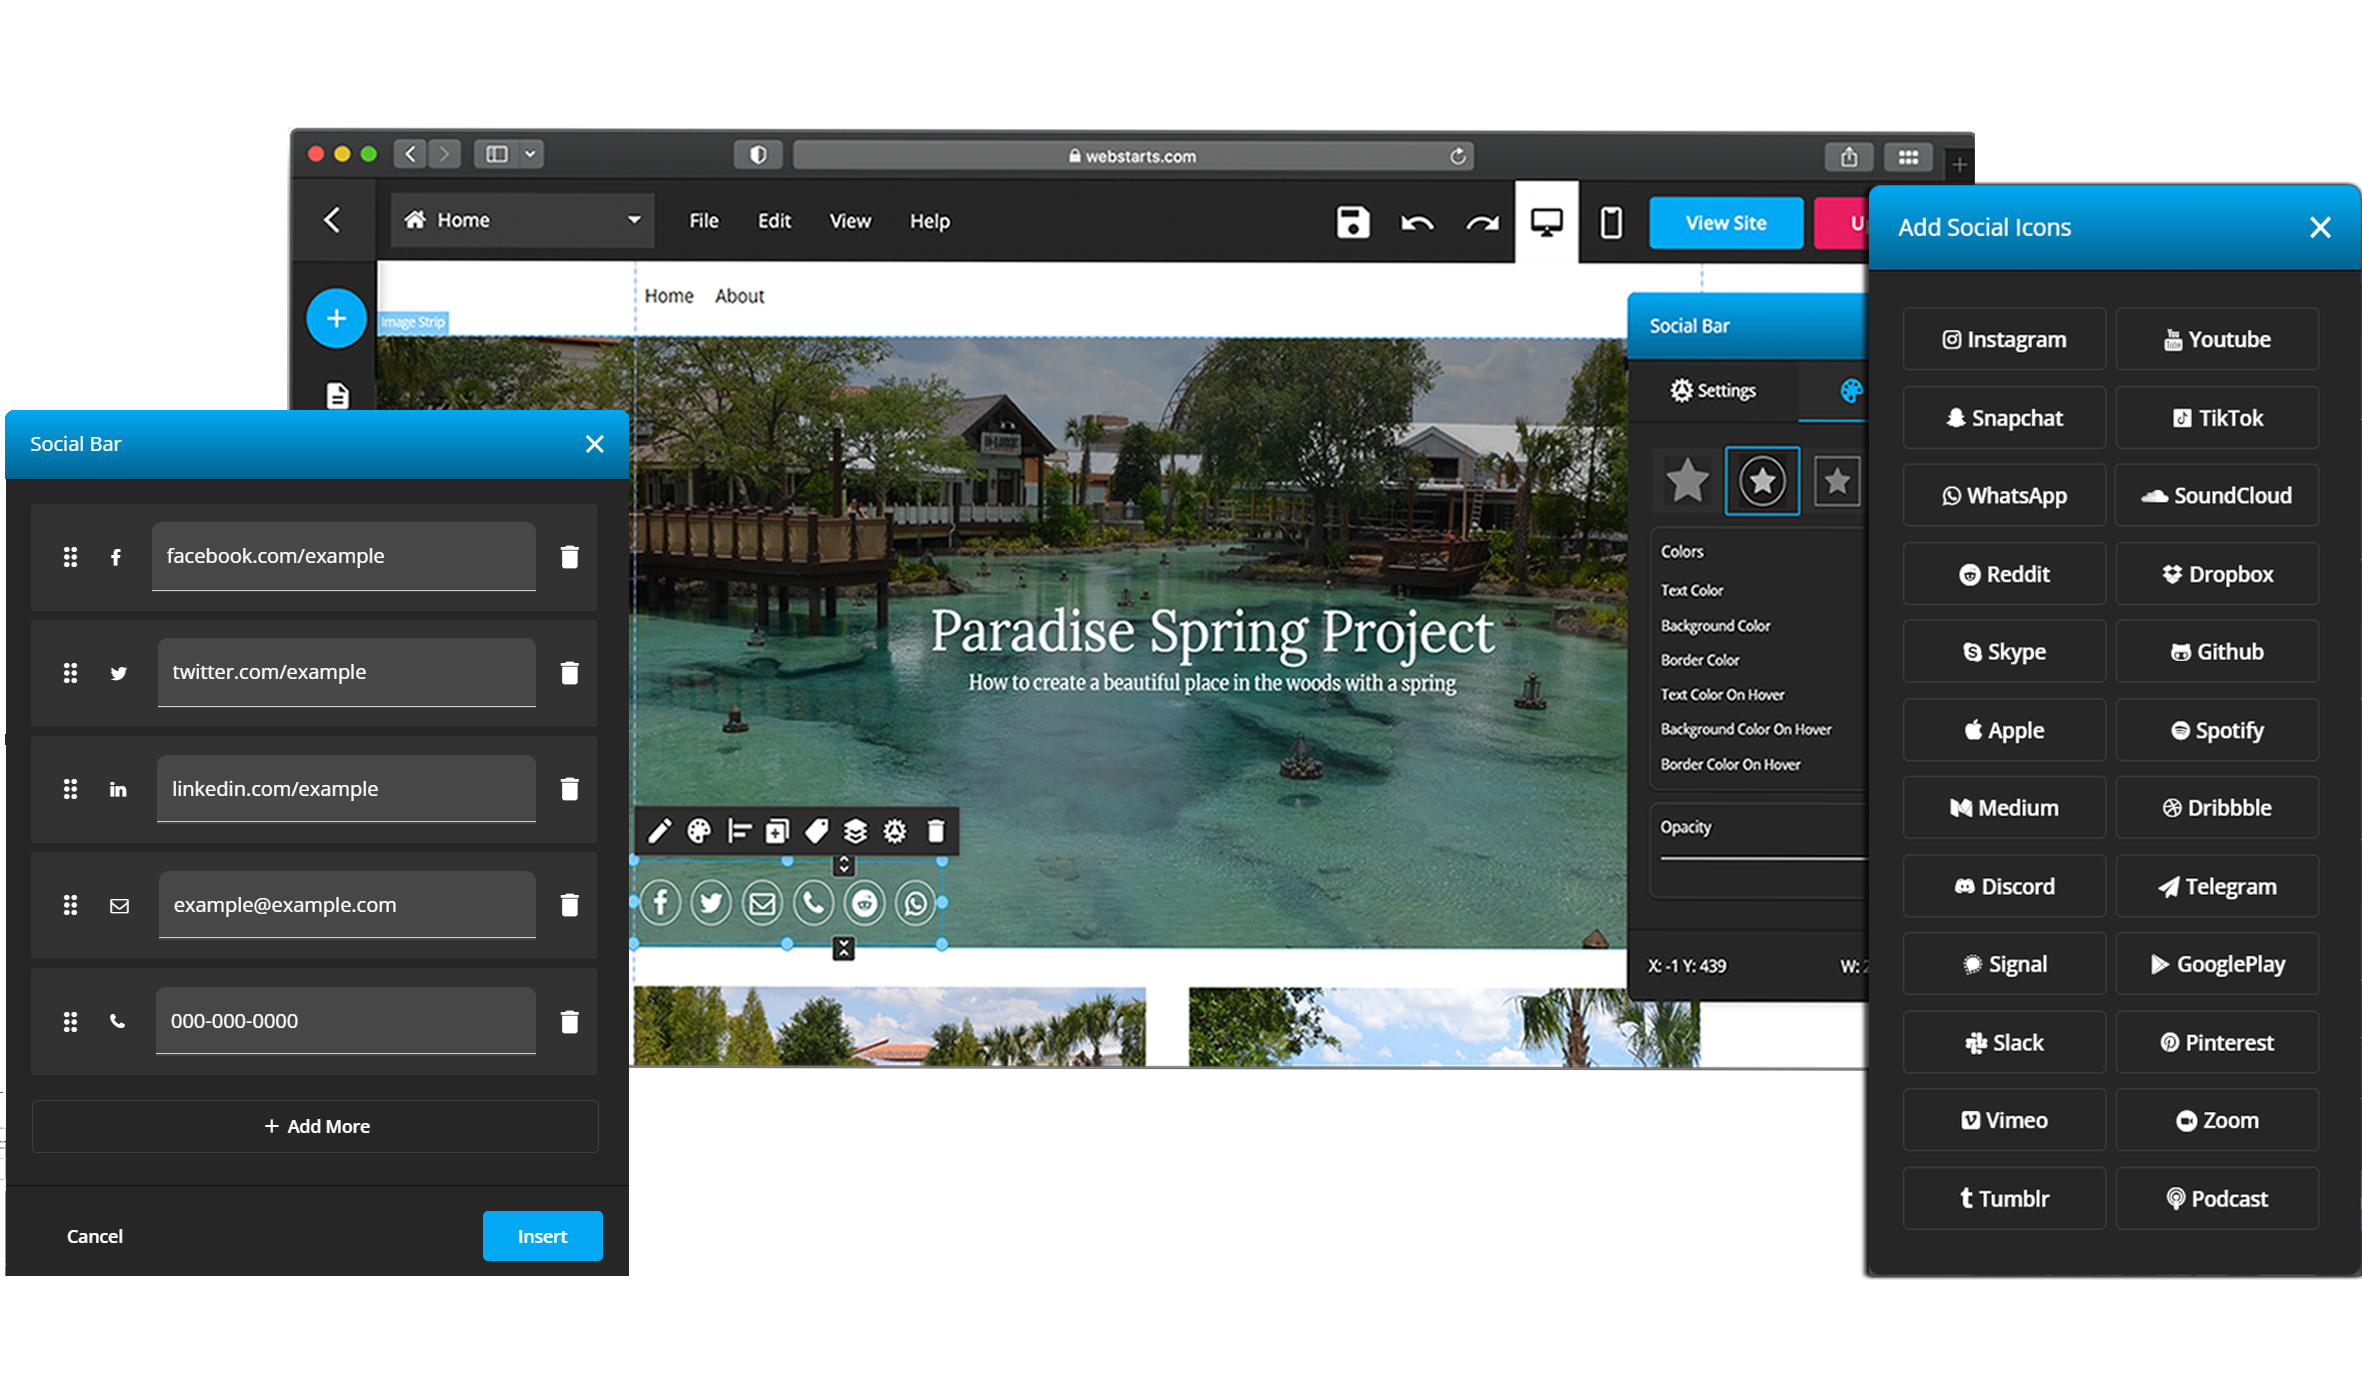 webstarts.com
Home
File
Edit
View
Help
View Site
Home
About
Image Strip
Paradise Spring Project
How to create a beautiful place in the woods with a spring
Social Bar
facebook.com/example
twitter.com/example
linkedin.com/example
example@example.com
000-000-0000
+ Add More
Cancel
Insert
Social Bar
Settings
Colors
Text Color
Background Color
Border Color
Text Color On Hover
Background Color On Hover
Border Color On Hover
Opacity
X: -1 Y: 439
W: 2
Add Social Icons
Instagram
Youtube
Snapchat
TikTok
WhatsApp
SoundCloud
Reddit
Dropbox
Skype
Github
Apple
Spotify
Medium
Dribbble
Discord
Telegram
Signal
GooglePlay
Slack
Pinterest
Vimeo
Zoom
Tumblr
Podcast